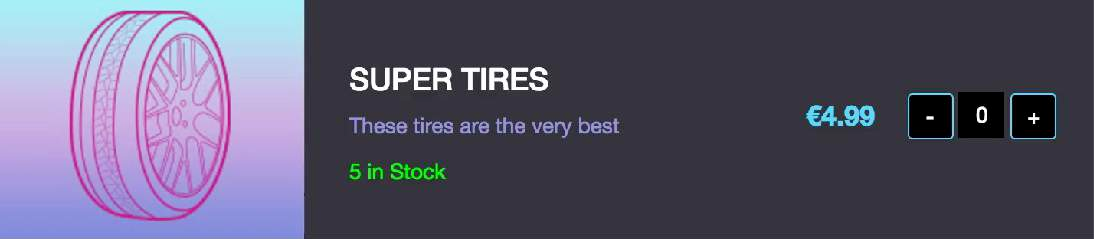 SUPER TIRES
These tires are the very best
5 in Stock
€4.99
- 0 +